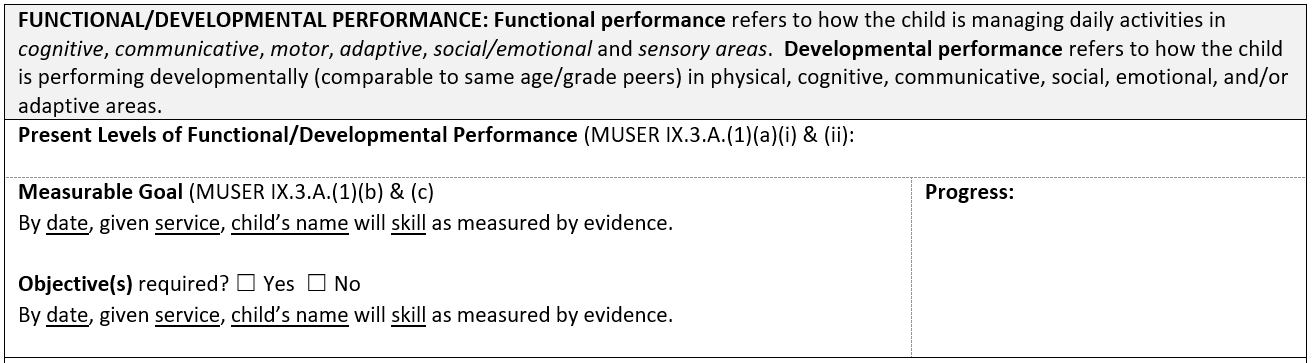 FUNCTIONAL/DEVELOPMENTAL PERFORMANCE: Functional performance refers to how the child is managing daily activities in
cognitive, communicative, motor, adaptive, social/emotional and sensory areas.  Developmental performance refers to how the child
is performing developmentally (comparable to same age/grade peers) in physical, cognitive, communicative, social, emotional, and/or
adaptive areas.
Present Levels of Functional/Developmental Performance (MUSER IX.3.A.(1)(a)(i) & (ii):
Measurable Goal (MUSER IX.3.A.(1)(b) & (c)
By date, given service, child's name will skill as measured by evidence.
Objective(s) required? ☐ Yes ☐ No
By date, given service, child's name will skill as measured by evidence.
Progress: